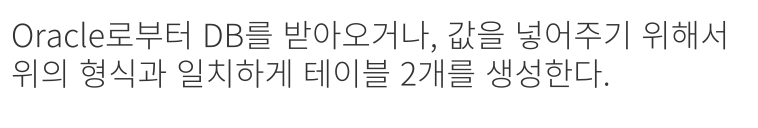 Oracle로부터 DB를 받아오거나, 값을 넣어주기 위해서
위의 형식과 일치하게 테이블 2개를 생성한다.